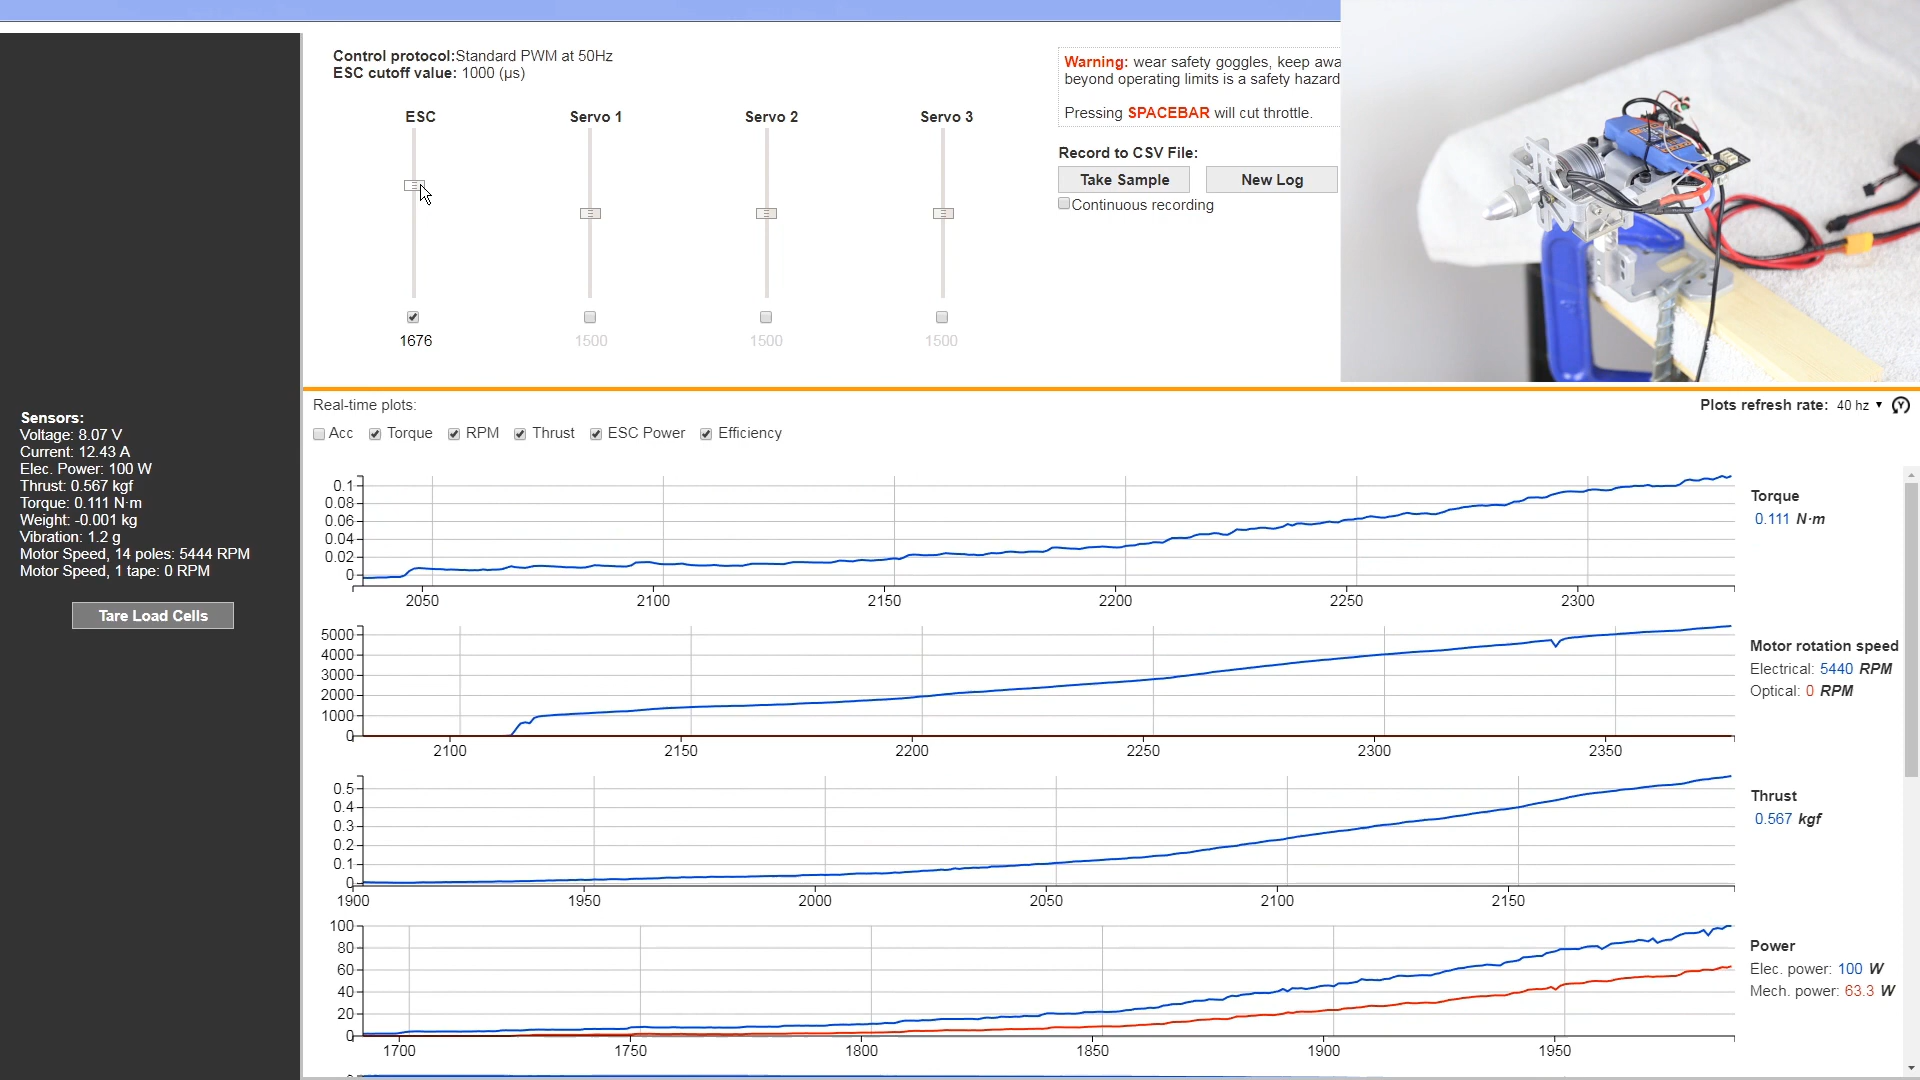 Control protocol:Standard PWM at 50Hz
ESC cutoff value: 1000 (µs)
ESC
Servo 1
Servo 2
Servo 3
1676
1500
1500
1500
Warning: wear safety goggles, keep awa
beyond operating limits is a safety hazard
Pressing SPACEBAR will cut throttle.
Record to CSV File:
Take Sample
New Log
Continuous recording
Sensors:
Voltage: 8.07 V
Current: 12.43 A
Elec. Power: 100 W
Thrust: 0.567 kgf
Torque: 0.111 N·m
Weight: -0.001 kg
Vibration: 1.2 g
Motor Speed, 14 poles: 5444 RPM
Motor Speed, 1 tape: 0 RPM
Tare Load Cells
Real-time plots:
Plots refresh rate: 40 hz
Acc Torque RPM Thrust ESC Power Efficiency
0.1
0.08
0.06
0.04
0.02
0
2050 2100 2150 2200 2250 2300
Torque
0.111 N·m
5000
4000
3000
2000
1000
0
2100 2150 2200 2250 2300 2350
Motor rotation speed
Electrical: 5440 RPM
Optical: 0 RPM
0.5
0.4
0.3
0.2
0.1
0
1900 1950 2000 2050 2100 2150
Thrust
0.567 kgf
100
80
60
40
20
0
1700 1750 1800 1850 1900 1950
Power
Elec. power: 100 W
Mech. power: 63.3 W